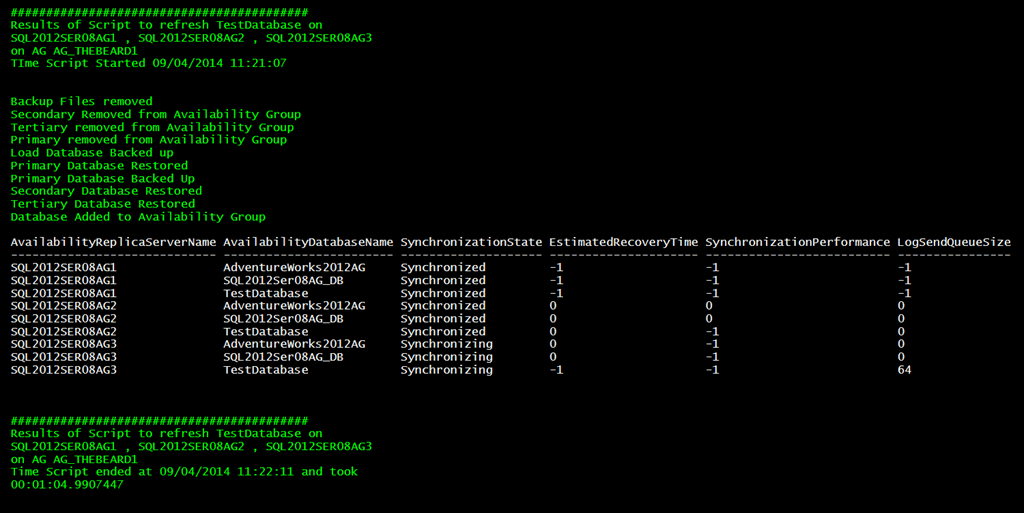 ##########################################
Results of Script to refresh TestDatabase on
SQL2012SER08AG1 , SQL2012SER08AG2 , SQL2012SER08AG3
on AG AG_THEBEARD1
TIme Script Started 09/04/2014 11:21:07
Backup Files removed
Secondary Removed from Availability Group
Tertiary removed from Availability Group
Primary removed from Availability Group
Load Database Backed up
Primary Database Restored
Primary Database Backed Up
Secondary Database Restored
Tertiary Database Restored
Database Added to Availability Group
AvailabilityReplicaServerName AvailabilityDatabaseName SynchronizationState EstimatedRecoveryTime SynchronizationPerformance LogSendQueueSize
----------------------------- ------------------------ -------------------- --------------------- -------------------------- ----------------
SQL2012SER08AG1 AdventureWorks2012AG Synchronized -1 -1 -1
SQL2012SER08AG1 SQL2012Ser08AG_DB Synchronized -1 -1 -1
SQL2012SER08AG1 TestDatabase Synchronized -1 -1 -1
SQL2012SER08AG2 AdventureWorks2012AG Synchronized 0 0 0
SQL2012SER08AG2 SQL2012Ser08AG_DB Synchronized 0 0 0
SQL2012SER08AG2 TestDatabase Synchronized 0 -1 0
SQL2012SER08AG3 AdventureWorks2012AG Synchronizing 0 -1 0
SQL2012SER08AG3 SQL2012Ser08AG_DB Synchronizing 0 -1 0
SQL2012SER08AG3 TestDatabase Synchronizing -1 -1 64
##########################################
Results of Script to refresh TestDatabase on
SQL2012SER08AG1 , SQL2012SER08AG2 , SQL2012SER08AG3
on AG AG_THEBEARD1
Time Script ended at 09/04/2014 11:22:11 and took
00:01:04.9907447